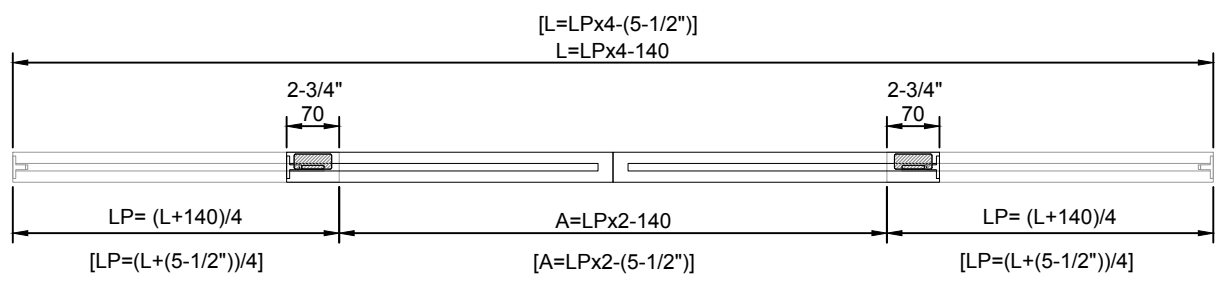 [L=LPx4-(5-1/2")]
L=LPx4-140
2-3/4"
70
2-3/4"
70
LP= (L+140)/4
A=LPx2-140
LP= (L+140)/4
[LP=(L+(5-1/2"))/4]
[A=LPx2-(5-1/2")]
[LP=(L+(5-1/2"))/4]